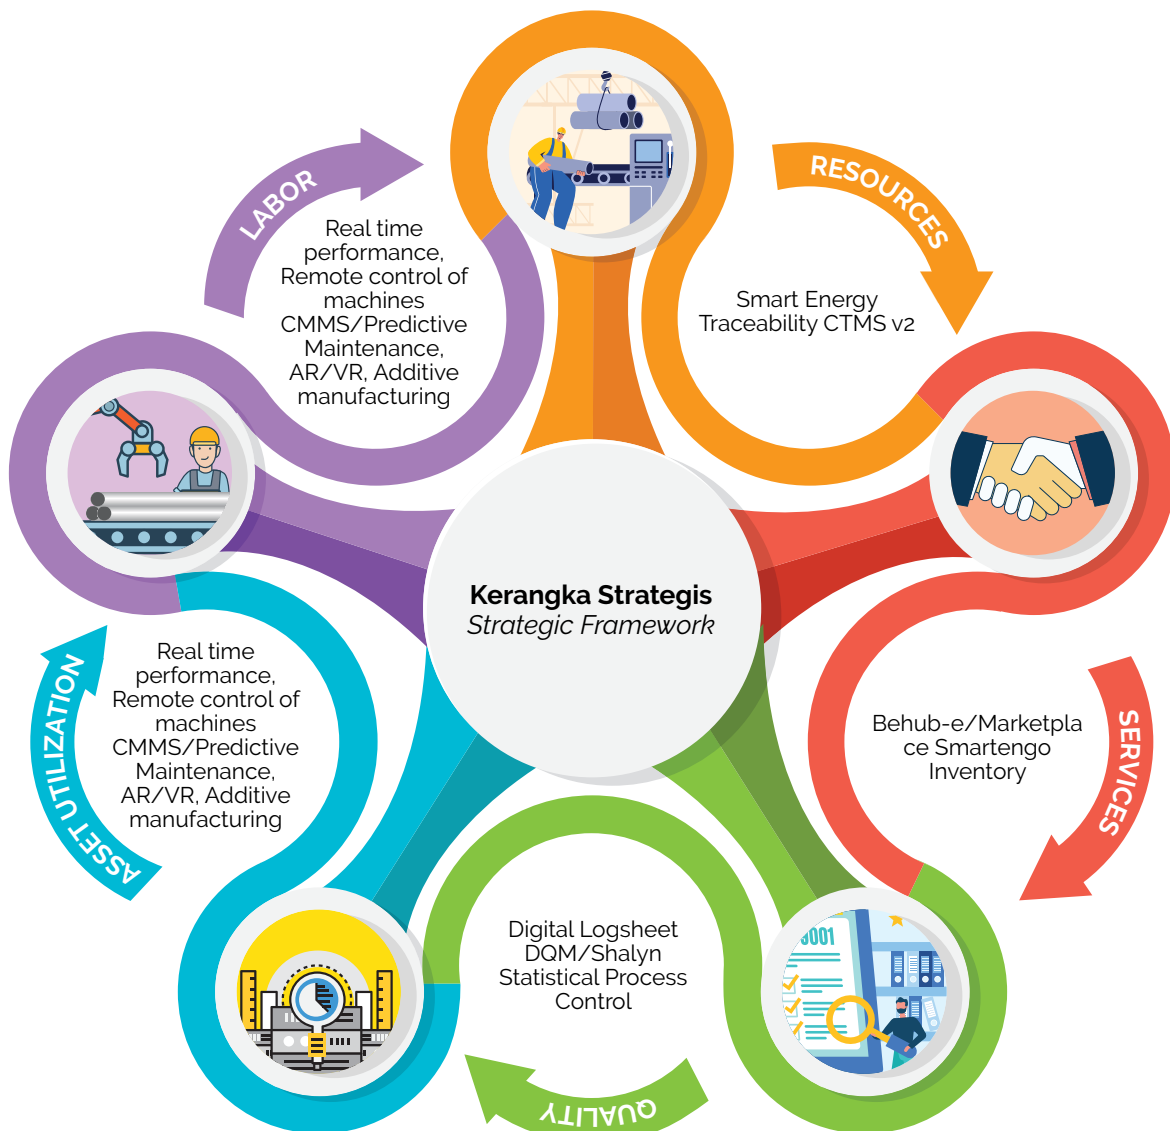 LABOR
Real time
performance,
Remote control of
machines
CMMS/Predictive
Maintenance,
AR/VR, Additive
manufacturing
RESOURCES
Smart Energy
Traceability CTMS v2
Kerangka Strategis
Strategic Framework
ASSET UTILIZATION
Real time
performance,
Remote control of
machines
CMMS/Predictive
Maintenance,
AR/VR, Additive
manufacturing
SERVICES
Behub-e/Marketpla
ce Smartengo
Inventory
Digital Logsheet
DQM/Shalyn
Statistical Process
Control
QUALITY